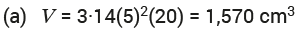 (a) V = 3·14(5)²(20) = 1,570 cm³